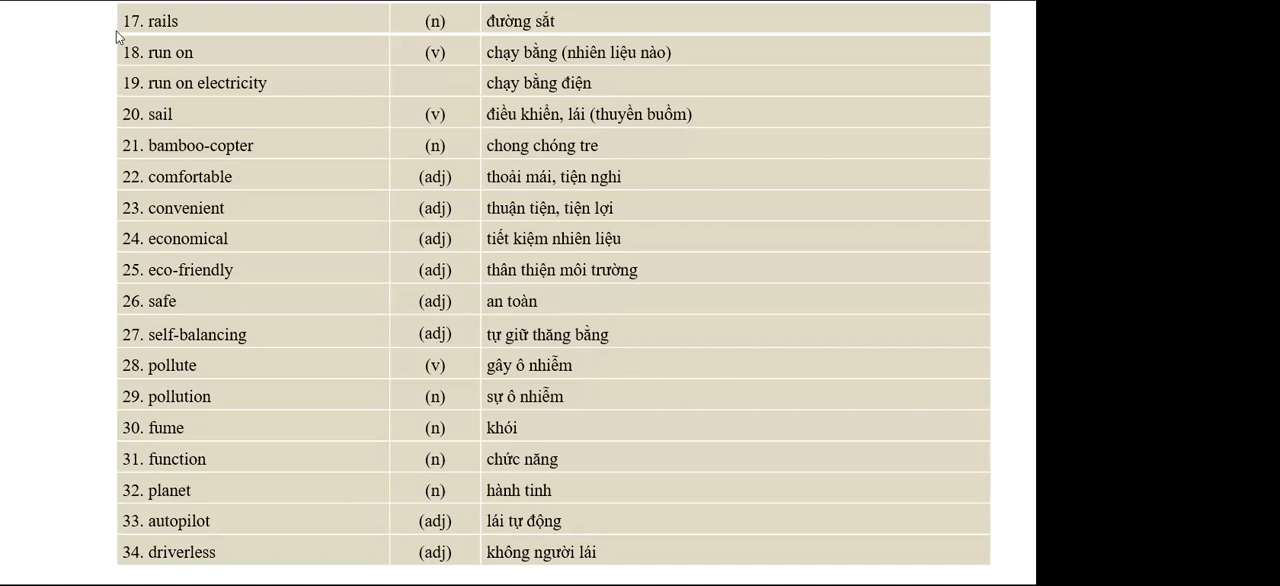 17. rails (n) đường sắt
18. run on (v) chạy bằng (nhiên liệu nào)
19. run on electricity chạy bằng điện
20. sail (v) điều khiển, lái (thuyền buồm)
21. bamboo-copter (n) chong chóng tre
22. comfortable (adj) thoải mái, tiện nghi
23. convenient (adj) thuận tiện, tiện lợi
24. economical (adj) tiết kiệm nhiên liệu
25. eco-friendly (adj) thân thiện môi trường
26. safe (adj) an toàn
27. self-balancing (adj) tự giữ thăng bằng
28. pollute (v) gây ô nhiễm
29. pollution (n) sự ô nhiễm
30. fume (n) khói
31. function (n) chức năng
32. planet (n) hành tinh
33. autopilot (adj) lái tự động
34. driverless (adj) không người lái